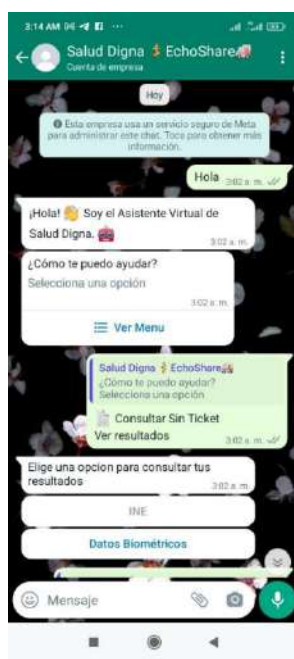 3:14 AM
Salud Digna EchoShare
Cuenta de empresa
Hoy
Esta empresa usa un servicio seguro de Meta
para administrar este chat. Toca para obtener más
información.
Hola 3:02 a. m.
¡Hola! Soy el Asistente Virtual de
Salud Digna.
3:02 a. m.
¿Cómo te puedo ayudar?
Selecciona una opción
3:02 a. m.
Ver Menu
Salud Digna EchoShare
¿Cómo te puedo ayudar?
Selecciona una opción
Consultar Sin Ticket
Ver resultados 3:02 a. m.
Elige una opcion para consultar tus
resultados 3:02 a. m.
INE
Datos Biométricos
Mensaje